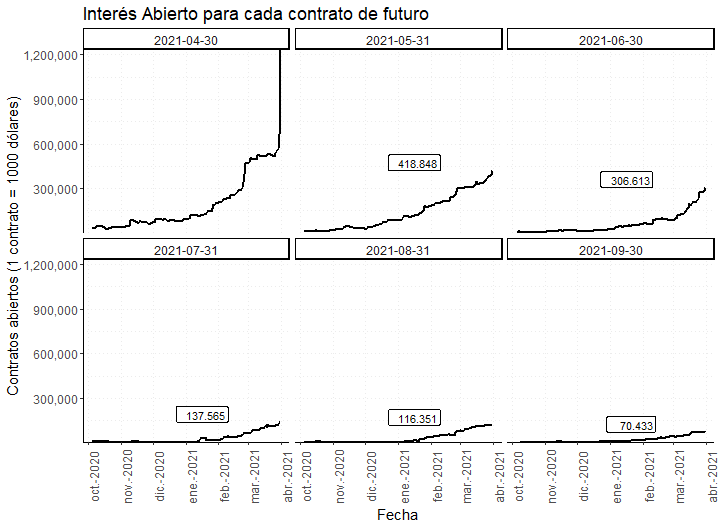 Interés Abierto para cada contrato de futuro
2021-04-30
2021-05-31
2021-06-30
1,200,000
900,000
600,000
300,000
418.848
306.613
2021-07-31
2021-08-31
2021-09-30
1,200,000
900,000
600,000
300,000
137.565
116.351
70.433
Contratos abiertos (1 contrato = 1000 dólares)
oct.-2020
nov.-2020
dic.-2020
ene.-2021
feb.-2021
mar.-2021
abr.-2021
oct.-2020
nov.-2020
dic.-2020
ene.-2021
feb.-2021
mar.-2021
abr.-2021
oct.-2020
nov.-2020
dic.-2020
ene.-2021
feb.-2021
mar.-2021
abr.-2021
Fecha